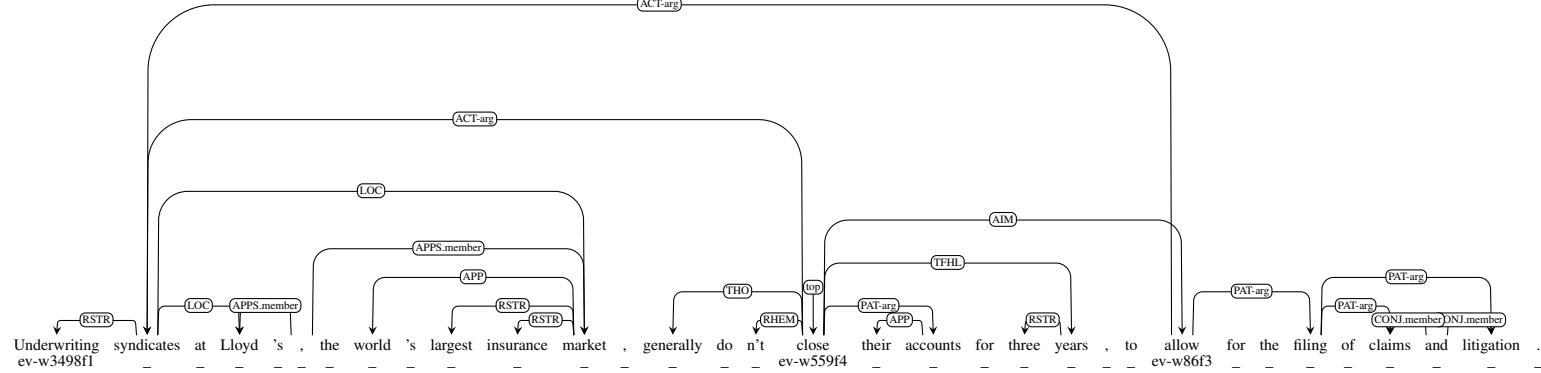 ACT-arg
ACT-arg
LOC
AIM
APPS.member
TFHL
APP
PAT-arg
top
THO
PAT-arg
LOC APPS.member RSTR PAT-arg PAT-arg
RSTR RSTR RHEM APP RSTR CONJ.member ONJ.member
Underwriting syndicates at Lloyd 's , the world 's largest insurance market , generally do n't close their accounts for three years , to allow for the filing of claims and litigation .
ev-w3498f1 _ _ _ _ _ _ _ _ _ _ _ _ _ _ _ ev-w559f4 _ _ _ _ _ _ _ ev-w86f3 _ _ _ _ _ _ _ _